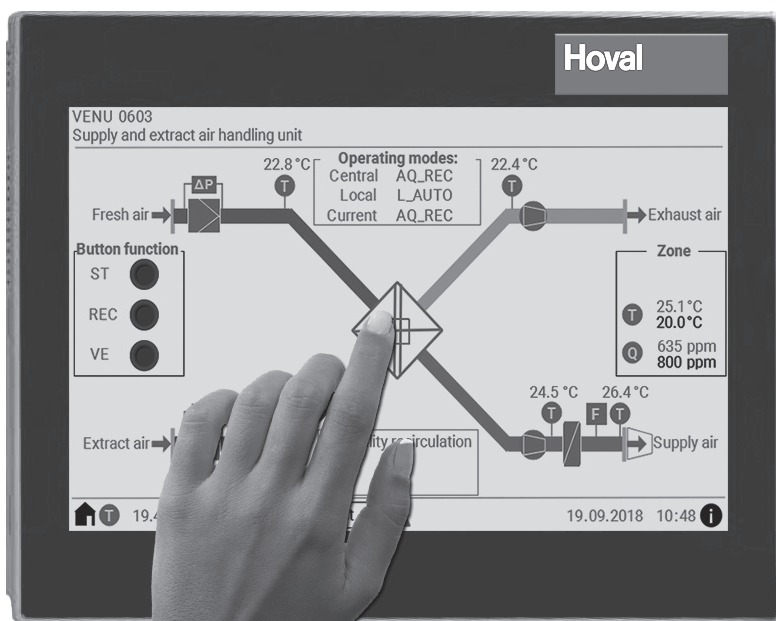 Hoval
VENU 0603
Supply and extract air handling unit
22.8 °C
Operating modes:
Central AQ_REC
Local L_AUTO
Current AQ_REC
22.4 °C
ΔP
T
T
Fresh air
Exhaust air
Button function
ST
REC
VE
Zone
T 25.1 °C
20.0 °C
Q 635 ppm
800 ppm
24.5 °C 26.4 °C
T F T
Extract air
recirculation
Supply air
T
19.09.2018 10:48 i